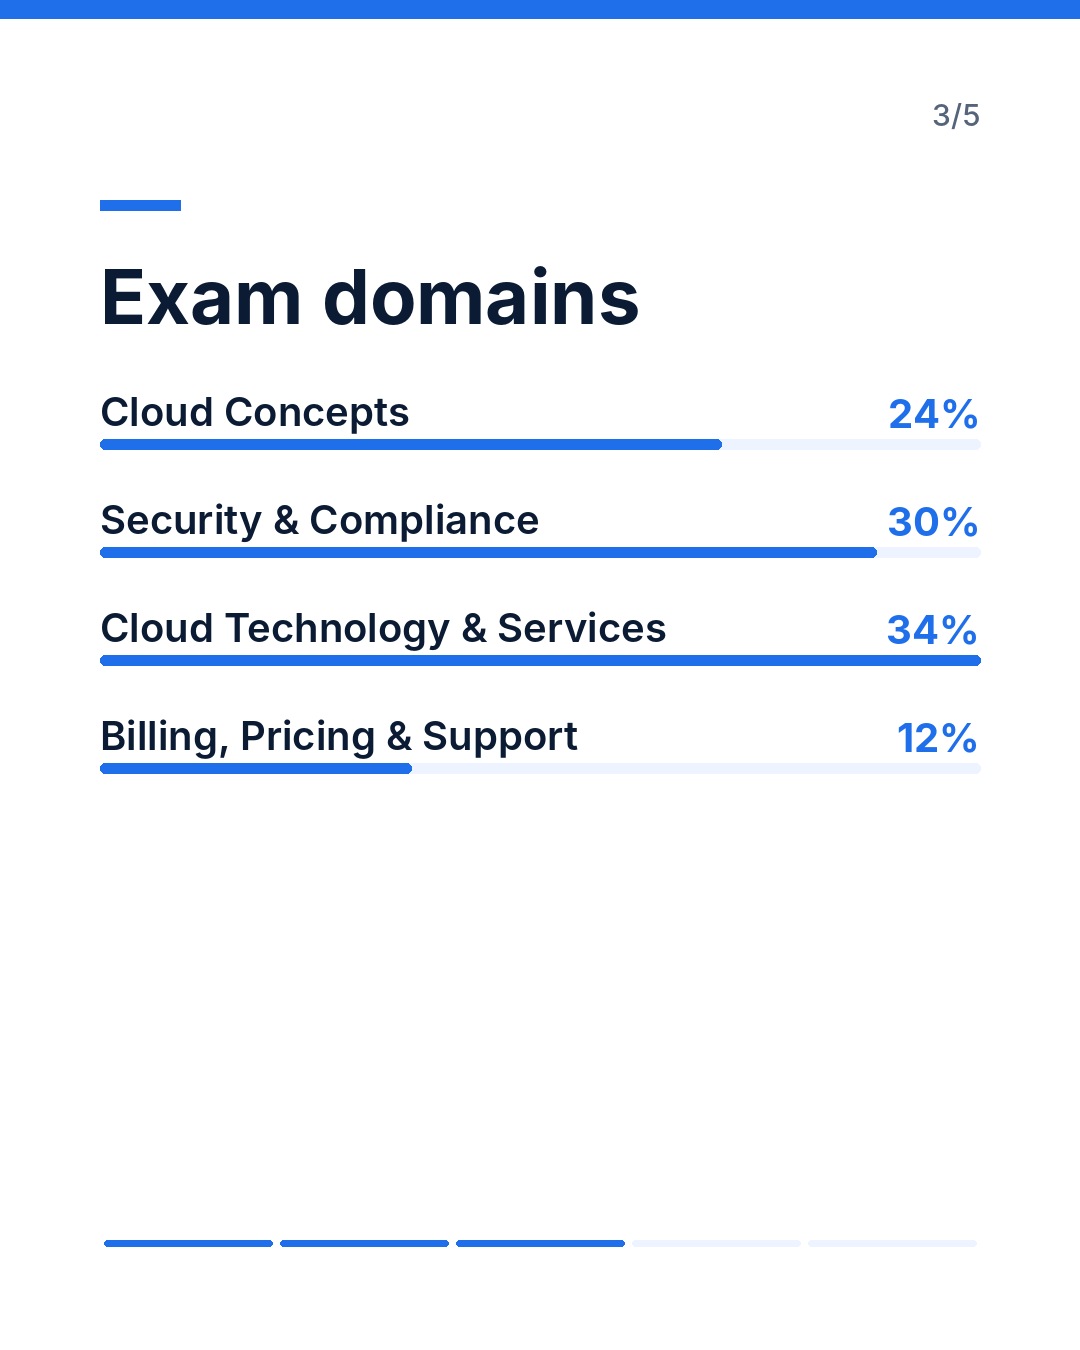 3/5
Exam domains
Cloud Concepts 24%
Security & Compliance 30%
Cloud Technology & Services 34%
Billing, Pricing & Support 12%